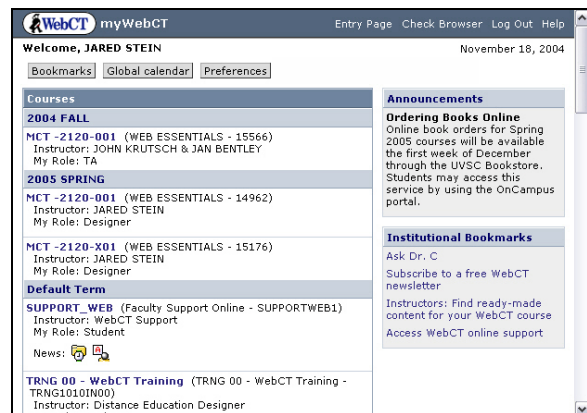 WebCT myWebCT Entry Page Check Browser Log Out Help
Welcome, JARED STEIN November 18, 2004
Bookmarks Global calendar Preferences
Courses
2004 FALL
MCT -2120-001 (WEB ESSENTIALS - 15566)
Instructor: JOHN KRUTSCH & JAN BENTLEY
My Role: TA
2005 SPRING
MCT -2120-001 (WEB ESSENTIALS - 14962)
Instructor: JARED STEIN
My Role: Designer
MCT -2120-X01 (WEB ESSENTIALS - 15176)
Instructor: JARED STEIN
My Role: Designer
Default Term
SUPPORT_WEB (Faculty Support Online - SUPPORTWEB1)
Instructor: WebCT Support
My Role: Student
News:
TRNG 00 - WebCT Training (TRNG 00 - WebCT Training -
TRNG1010IN00)
Instructor: Distance Education Designer
Announcements
Ordering Books Online
Online book orders for Spring
2005 courses will be available
the first week of December
through the UVSC Bookstore.
Students may access this
service by using the OnCampus
portal.
Institutional Bookmarks
Ask Dr. C
Subscribe to a free WebCT
newsletter
Instructors: Find ready-made
content for your WebCT course
Access WebCT online support